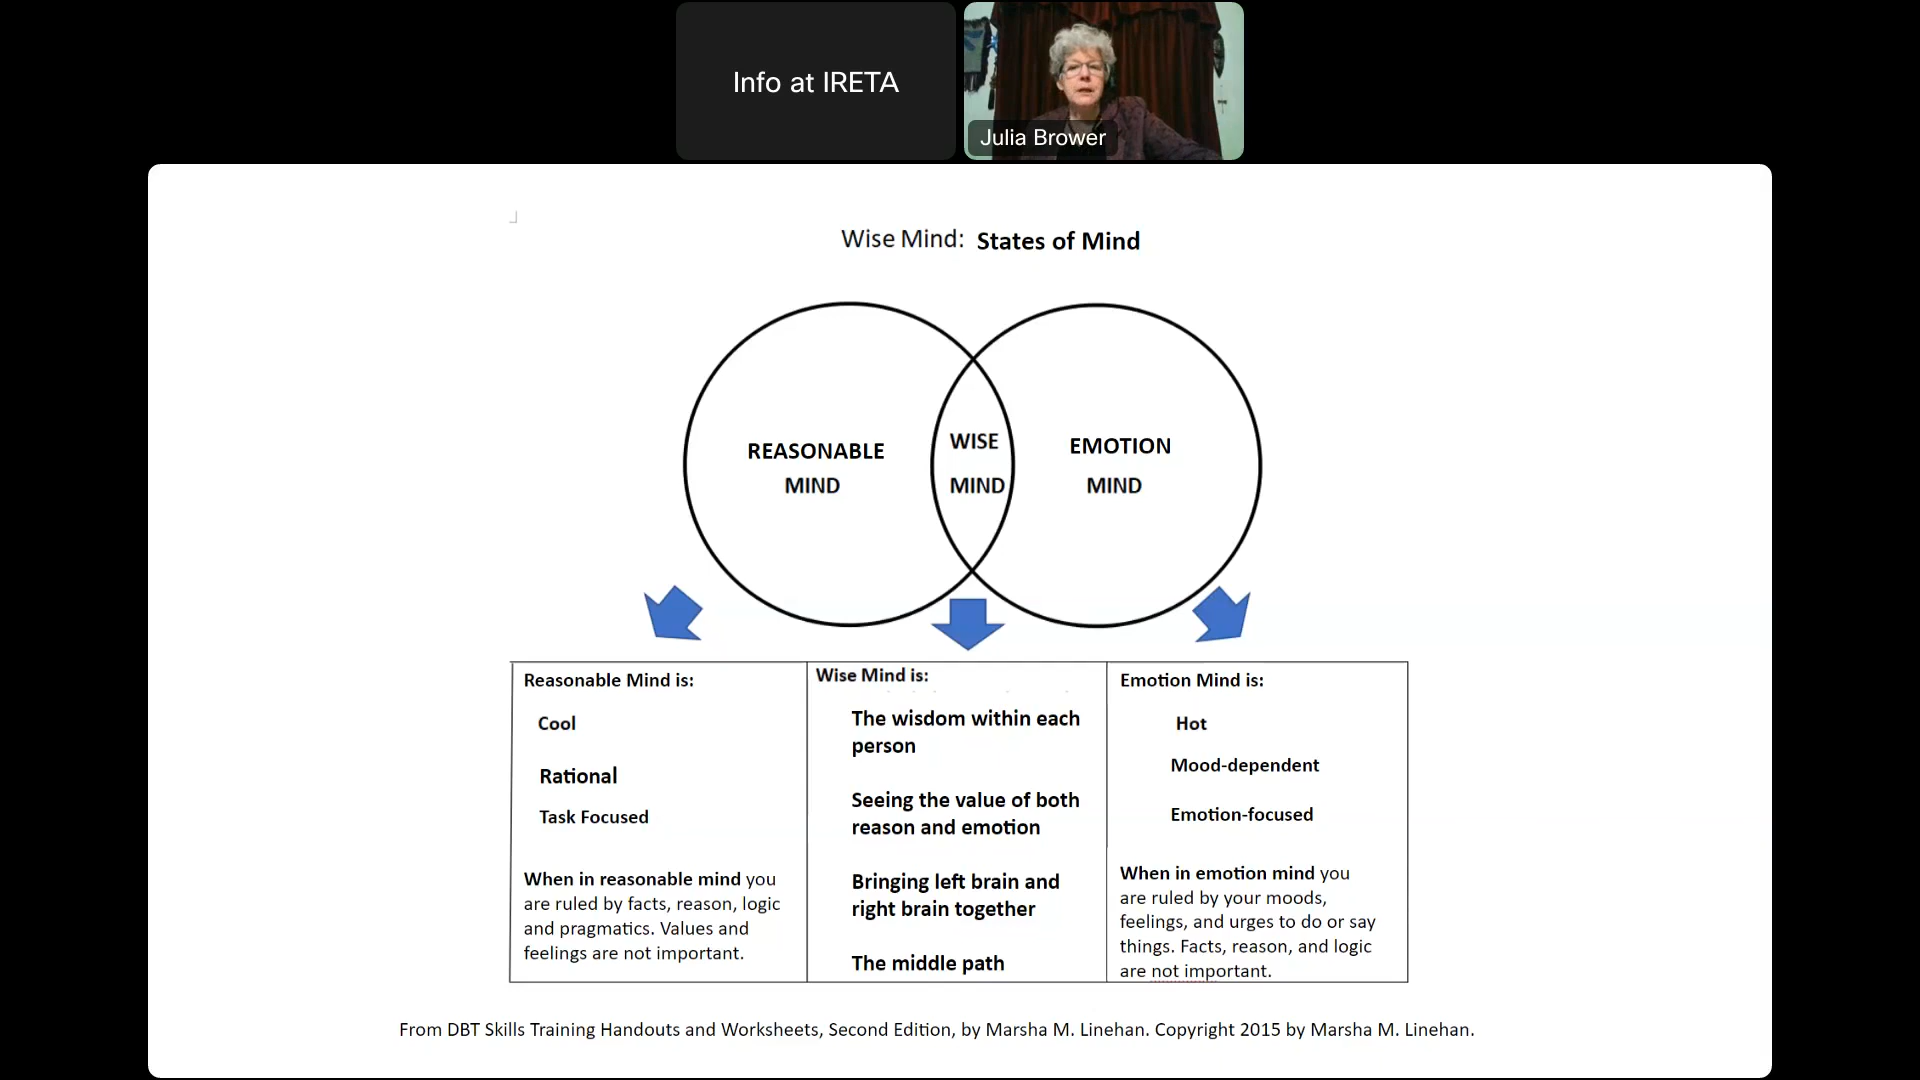 Info at IRETA
Julia Brower
Wise Mind: States of Mind
REASONABLE
MIND
WISE
MIND
EMOTION
MIND
Reasonable Mind is:
Cool
Rational
Task Focused
When in reasonable mind you
are ruled by facts, reason, logic
and pragmatics. Values and
feelings are not important.
Wise Mind is:
The wisdom within each
person
Seeing the value of both
reason and emotion
Bringing left brain and
right brain together
The middle path
Emotion Mind is:
Hot
Mood-dependent
Emotion-focused
When in emotion mind you
are ruled by your moods,
feelings, and urges to do or say
things. Facts, reason, and logic
are not important.
From DBT Skills Training Handouts and Worksheets, Second Edition, by Marsha M. Linehan. Copyright 2015 by Marsha M. Linehan.